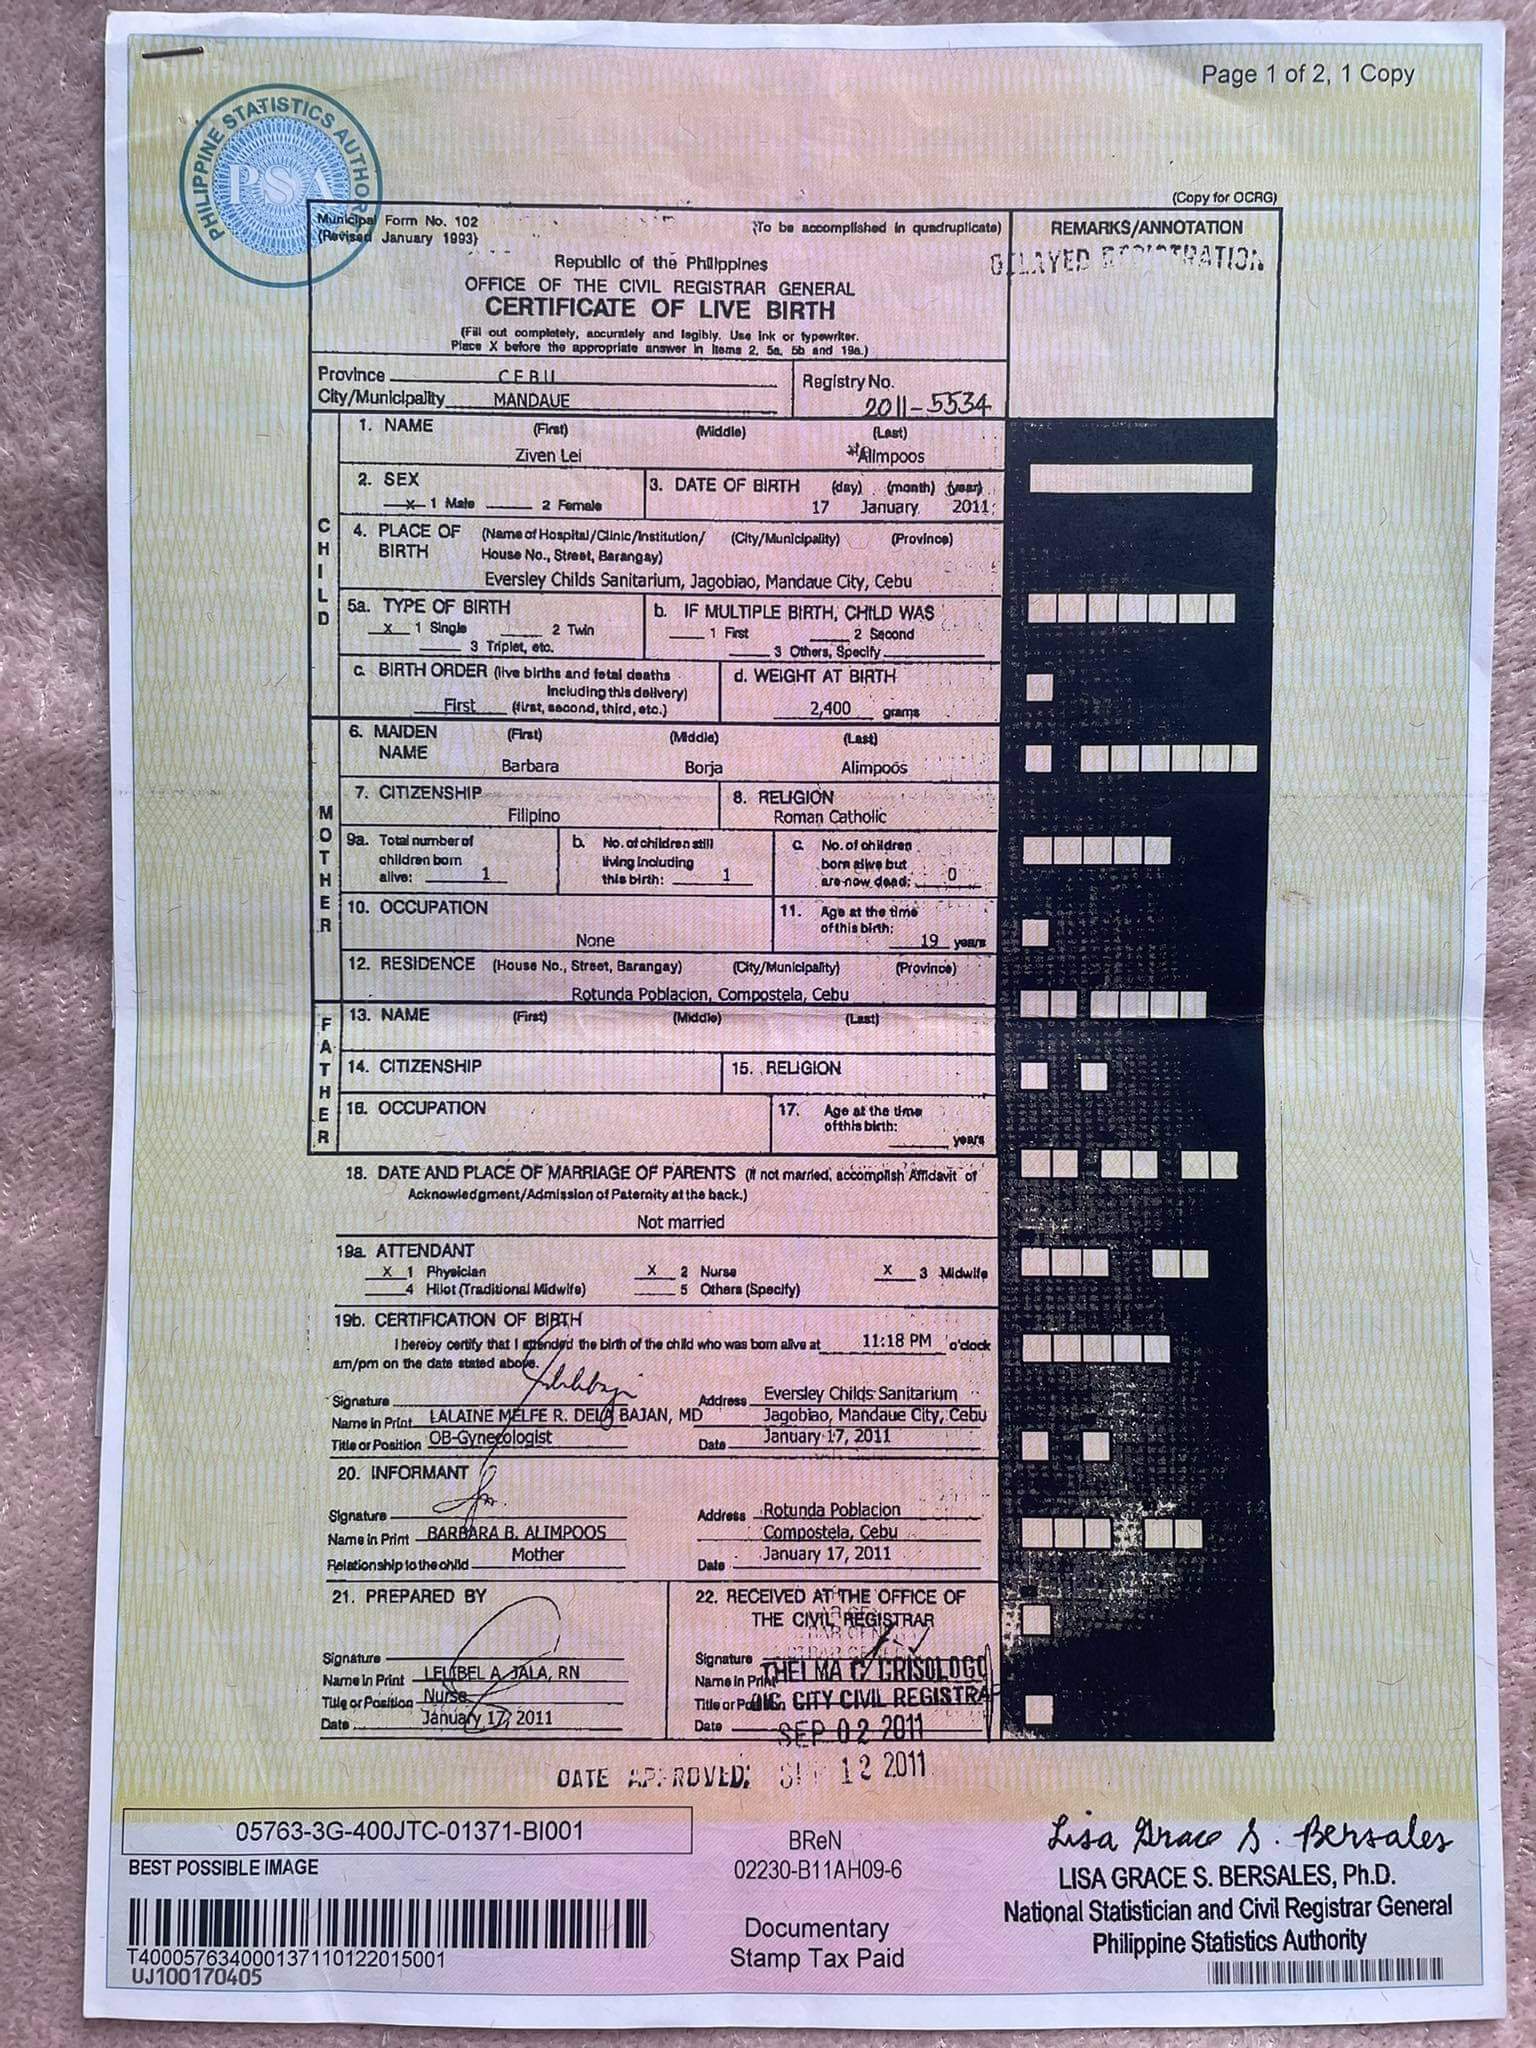 Page 1 of 2, 1 Copy
PHILIPPINE STATISTICS AUTHORITY
PSA
(Copy for OCRG)
Municipal Form No. 102
(Revised January 1993)
(To be accomplished in quadruplicate)
REMARKS/ANNOTATION
DELAYED REGISTRATION
Republic of the Philippines
OFFICE OF THE CIVIL REGISTRAR GENERAL
CERTIFICATE OF LIVE BIRTH
(Fill out completely, accurately and legibly. Use ink or typewriter.
Place X before the appropriate answer in items 2, 5a, 5b and 19a.)
Province CEBU
City/Municipality MANDAUE
Registry No.
2011-5534
CHILD
1. NAME (First) (Middle) (Last)
Ziven Lei Alimpoos
2. SEX
X 1 Male 2 Female
3. DATE OF BIRTH (day) (month) (year)
17 January 2011
4. PLACE OF BIRTH (Name of Hospital/Clinic/Institution/ (City/Municipality) (Province)
House No., Street, Barangay)
Eversley Childs Sanitarium, Jagobiao, Mandaue City, Cebu
5a. TYPE OF BIRTH
X 1 Single 2 Twin
3 Triplet, etc.
b. IF MULTIPLE BIRTH, CHILD WAS
1 First 2 Second
3 Others, Specify
c. BIRTH ORDER (live births and fetal deaths
including this delivery)
First (first, second, third, etc.)
d. WEIGHT AT BIRTH
2,400 grams
MOTHER
6. MAIDEN NAME (First) (Middle) (Last)
Barbara Borja Alimpoos
7. CITIZENSHIP
Filipino
8. RELIGION
Roman Catholic
9a. Total number of
children born
alive: 1
b. No. of children still
living including
this birth: 1
c. No. of children
born alive but
are now dead: 0
10. OCCUPATION
None
11. Age at the time
of this birth:
19 years
12. RESIDENCE (House No., Street, Barangay) (City/Municipality) (Province)
Rotunda Poblacion, Compostela, Cebu
FATHER
13. NAME (First) (Middle) (Last)
14. CITIZENSHIP
15. RELIGION
16. OCCUPATION
17. Age at the time
of this birth:
years
18. DATE AND PLACE OF MARRIAGE OF PARENTS (If not married, accomplish Affidavit of
Acknowledgment/Admission of Paternity at the back.)
Not married
19a. ATTENDANT
X 1 Physician X 2 Nurse X 3 Midwife
4 Hilot (Traditional Midwife) 5 Others (Specify)
19b. CERTIFICATION OF BIRTH
I hereby certify that I attended the birth of the child who was born alive at 11:18 PM o'clock
am/pm on the date stated above.
Signature
Name in Print LALAINE MELFE R. DELA BAJAN, MD
Title or Position OB-Gynecologist
Address Eversley Childs Sanitarium
Jagobiao, Mandaue City, Cebu
Date January 17, 2011
20. INFORMANT
Signature
Name in Print BARBARA B. ALIMPOOS
Relationship to the child Mother
Address Rotunda Poblacion
Compostela, Cebu
Date January 17, 2011
21. PREPARED BY
Signature
Name in Print LELIBEL A. JALA, RN
Title or Position Nurse
Date January 17, 2011
22. RECEIVED AT THE OFFICE OF
THE CIVIL REGISTRAR
Signature
Name in Print THELMA C. CRISOLOGO
Title or Position OIC CITY CIVIL REGISTRAR
Date SEP 02 2011
DATE APPROVED: SEP 12 2011
05763-3G-400JTC-01371-BI001
BEST POSSIBLE IMAGE
T400057634000137110122015001
UJ100170405
BReN
02230-B11AH09-6
Documentary
Stamp Tax Paid
Lisa Grace S. Bersales
LISA GRACE S. BERSALES, Ph.D.
National Statistician and Civil Registrar General
Philippine Statistics Authority